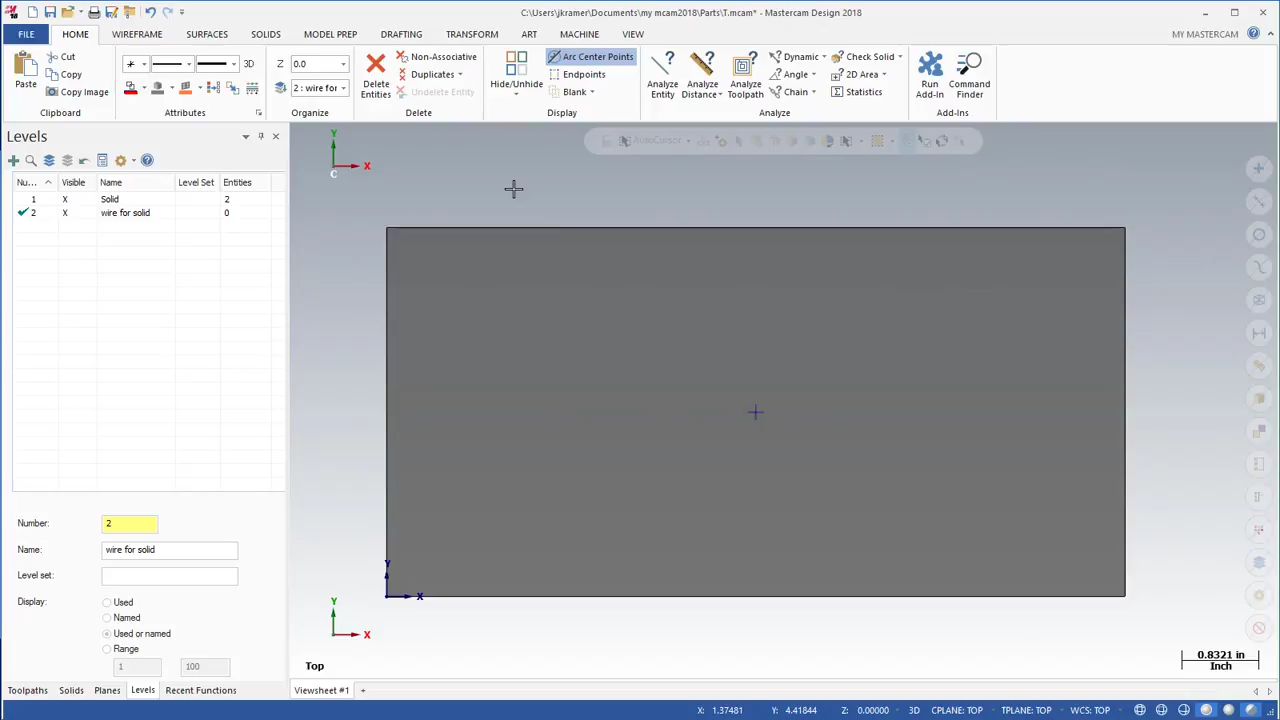 C:\Users\jkramer\Documents\my mcam2018\Parts\T.mcam* - Mastercam Design 2018
FILE HOME WIREFRAME SURFACES SOLIDS MODEL PREP DRAFTING TRANSFORM ART MACHINE VIEW MY MASTERCAM
Paste
Cut
Copy
Copy Image
Clipboard
3D
Attributes
Z 0.0
2 : wire for
Organize
Delete
Entities
Non-Associative
Duplicates
Undelete Entity
Delete
Hide/Unhide
Arc Center Points
Endpoints
Blank
Display
Analyze
Entity
Analyze
Distance
Analyze
Toolpath
Dynamic
Angle
Chain
Check Solid
2D Area
Statistics
Analyze
Run
Add-In
Command
Finder
Add-Ins
Levels
Nu... Visible Name Level Set Entities
1 X Solid 2
2 X wire for solid 0
Number: 2
Name: wire for solid
Level set:
Display:
Used
Named
Used or named
Range
1 100
Toolpaths Solids Planes Levels Recent Functions
AutoCursor
Y
X
C
Y
X
Y
X
Top
0.8321 in
Inch
Viewsheet #1 +
X: 1.37481 Y: 4.41844 Z: 0.00000 3D CPLANE: TOP TPLANE: TOP WCS: TOP